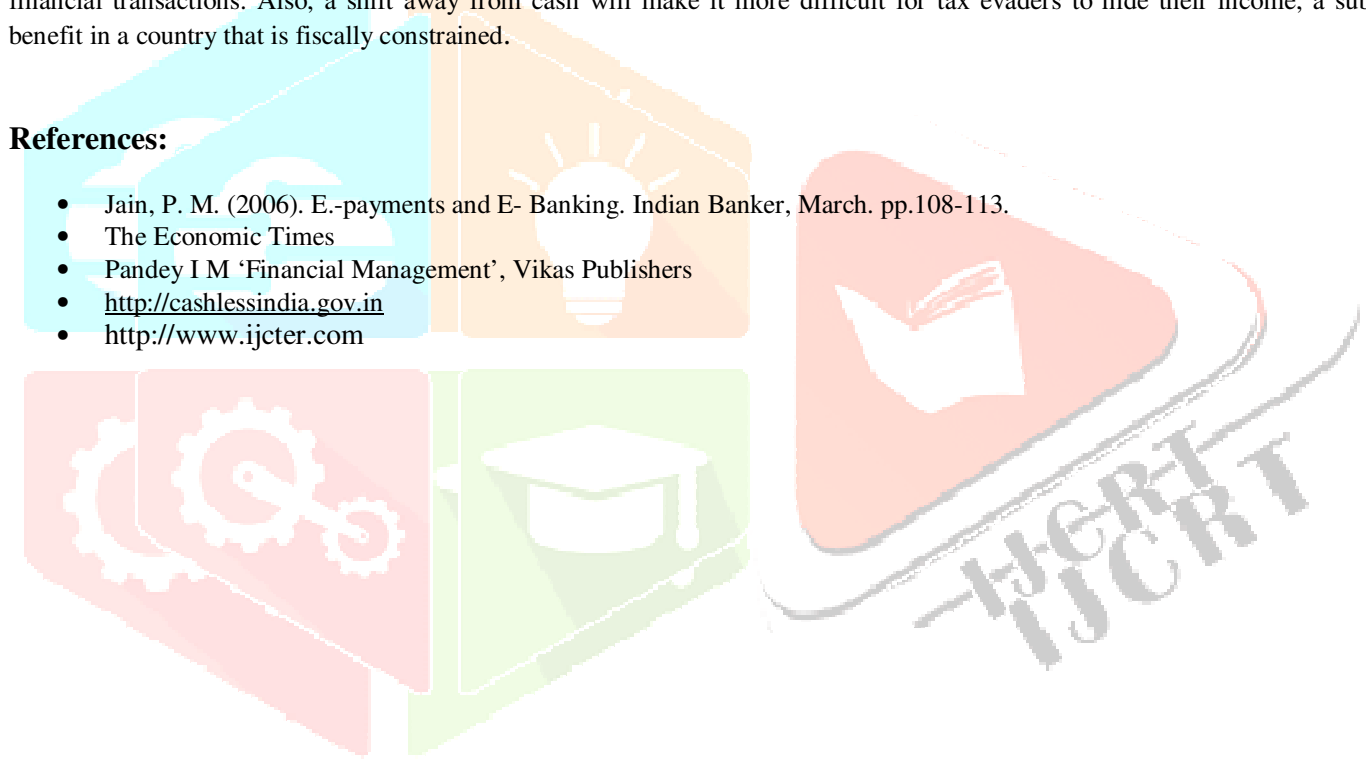 financial transactions. Also, a shift away from cash will make it more difficult for tax evaders to hide their income, a
benefit in a country that is fiscally constrained.
References:
• Jain, P. M. (2006). E.-payments and E- Banking. Indian Banker, March. pp.108-113.
• The Economic Times
• Pandey I M ‘Financial Management’, Vikas Publishers
• http://cashlessindia.gov.in
• http://www.ijcter.com
IJCRT
IJCRT